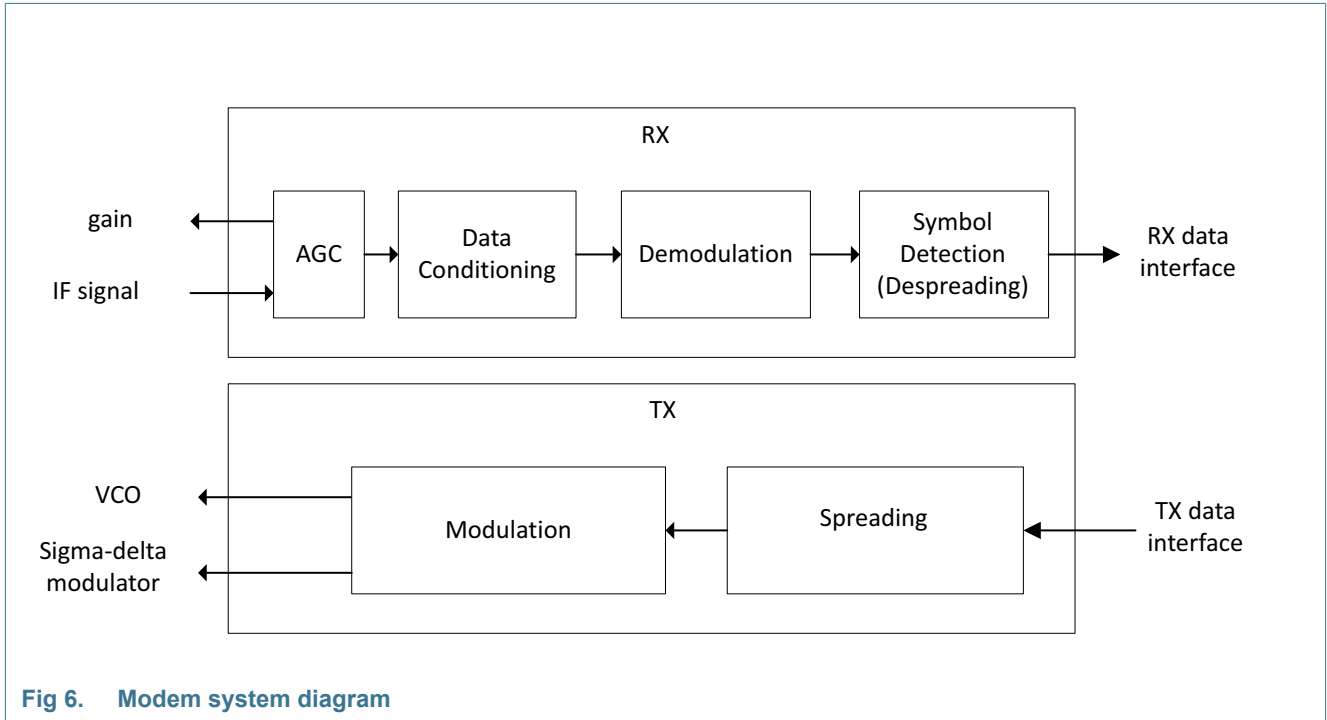 RX
gain
IF signal
AGC
Data
Conditioning
Demodulation
Symbol
Detection
(Despreading)
RX data
interface
TX
VCO
Sigma-delta
modulator
Modulation
Spreading
TX data
interface
Fig 6. Modem system diagram